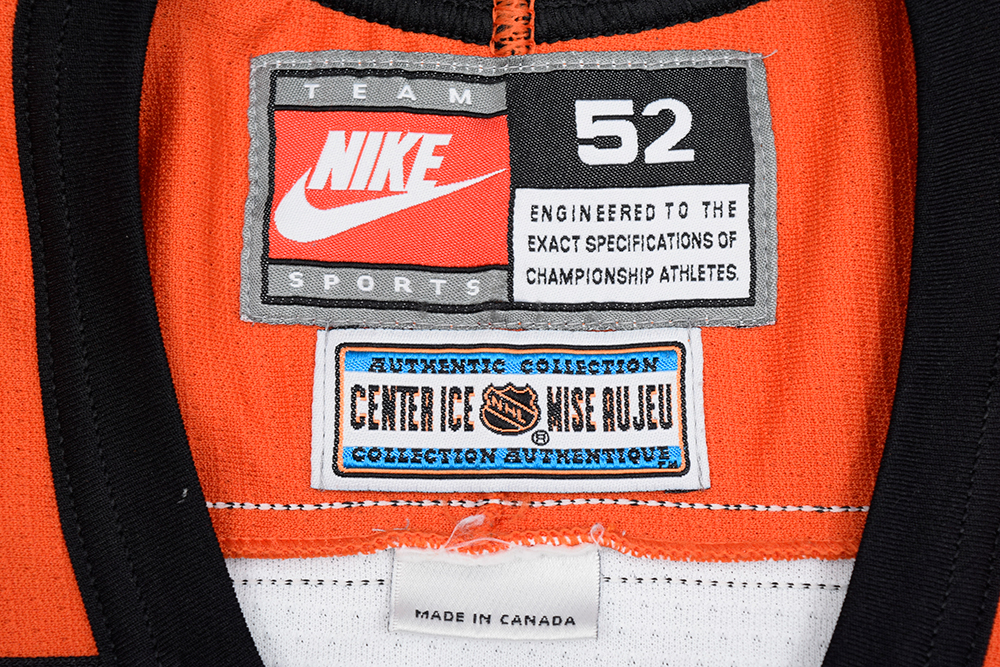 TEAM
NIKE
SPORTS
52
ENGINEERED TO THE
EXACT SPECIFICATIONS OF
CHAMPIONSHIP ATHLETES.
AUTHENTIC COLLECTION
CENTER ICE NHL ® MISE AU JEU
COLLECTION AUTHENTIQUE™
MADE IN CANADA